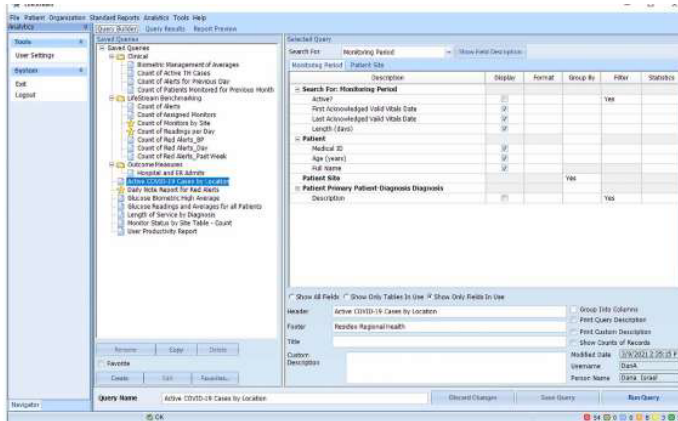 File Patient Organization Standard Reports Analytics Tools Help
Analytics
Query Builder Query Results Report Preview
Tools
User Settings
System
Exit
Logout
Navigator
Saved Queries
Saved Queries
Clinical
Biometric Management of Averages
Count of Active TH Cases
Count of Alerts for Previous Day
Count of Patients Monitored for Previous Month
LifeStream Benchmarking
Count of Alerts
Count of Assigned Monitors
Count of Monitors by Site
Count of Readings per Day
Count of Red Alerts_BP
Count of Red Alerts_Day
Count of Red Alerts_Past Week
Outcome Measures
Hospital and ER Admits
Active COVID-19 Cases by Location
Daily Note Report for Red Alerts
Glucose Biometric High Average
Glucose Readings and Averages for all Patients
Length of Service by Diagnosis
Monitor Status by Site Table - Count
User Productivity Report
Rename Copy Delete
Favorite
Create Edit Favorites...
Selected Query
Search For Monitoring Period Show Field Description
Monitoring Period Patient Site
Description Display Format Group By Filter Statistics
Search For: Monitoring Period
Active? Yes
First Acknowledged Valid Vitals Date
Last Acknowledged Valid Vitals Date
Length (days)
Patient
Medical ID
Age (years)
Full Name
Patient Site Yes
Patient Primary Patient-Diagnosis Diagnosis
Description Yes
Show All Fields Show Only Tables In Use Show Only Fields In Use
Header Active COVID-19 Cases by Location
Footer Residex Regional Health
Title
Custom Description
Group Into Columns
Print Query Description
Print Custom Description
Show Counts of Records
Modified Date 3/9/2021 2:35:15 P
Username DanA
Person Name Dana Israel
Query Name Active COVID-19 Cases by Location Discard Changes Save Query Run Query
OK